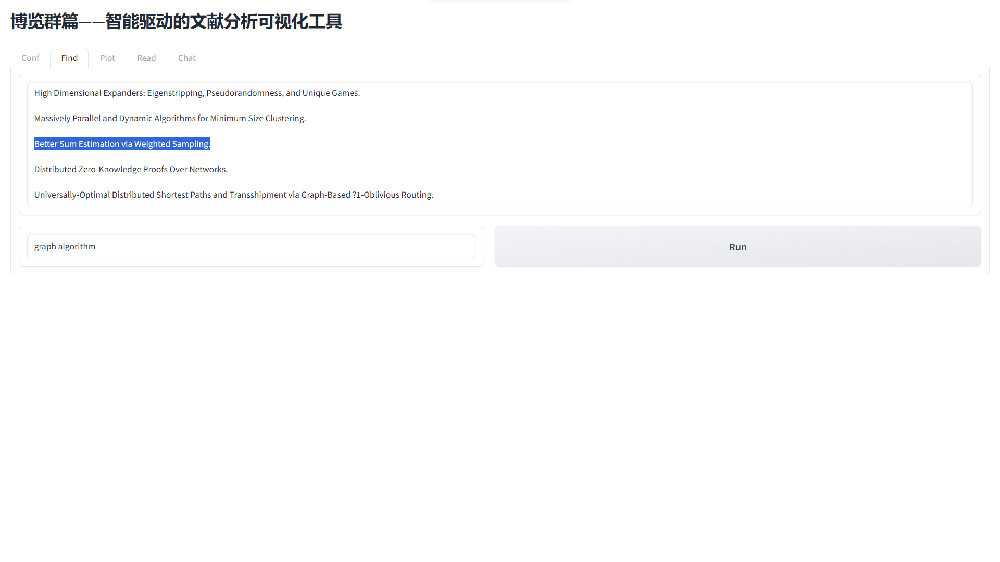 博览群篇——智能驱动的文献分析可视化工具
Conf Find Plot Read Chat
High Dimensional Expanders: Eigenstripping, Pseudorandomness, and Unique Games.
Massively Parallel and Dynamic Algorithms for Minimum Size Clustering.
Better Sum Estimation via Weighted Sampling.
Distributed Zero-Knowledge Proofs Over Networks.
Universally-Optimal Distributed Shortest Paths and Transshipment via Graph-Based ?1-Oblivious Routing.
graph algorithm
Run